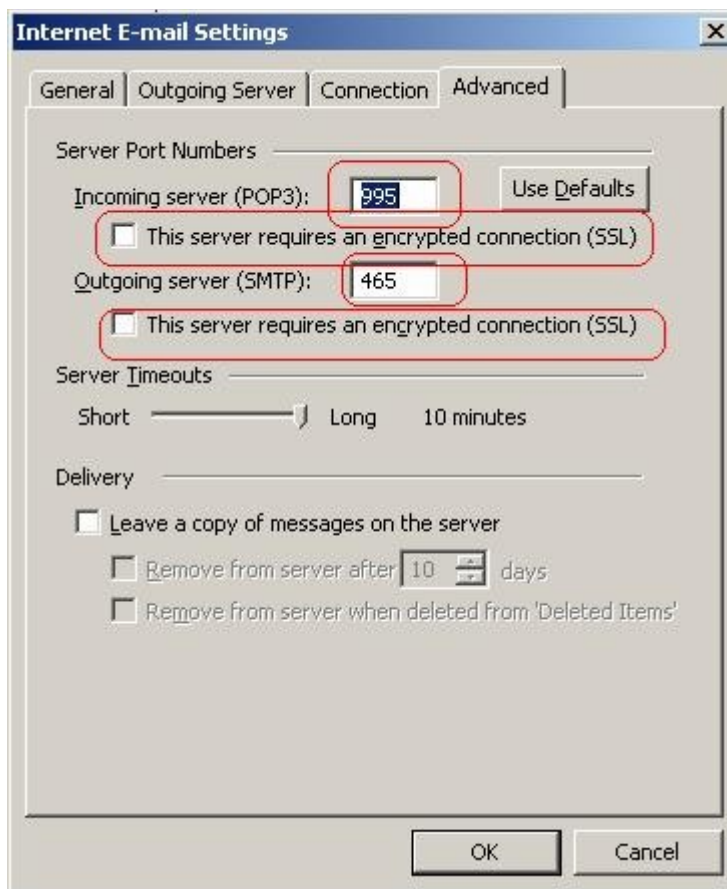 Internet E-mail Settings
General Outgoing Server Connection Advanced
Server Port Numbers
Incoming server (POP3): 995 Use Defaults
This server requires an encrypted connection (SSL)
Outgoing server (SMTP): 465
This server requires an encrypted connection (SSL)
Server Timeouts
Short Long 10 minutes
Delivery
Leave a copy of messages on the server
Remove from server after 10 days
Remove from server when deleted from 'Deleted Items'
OK Cancel